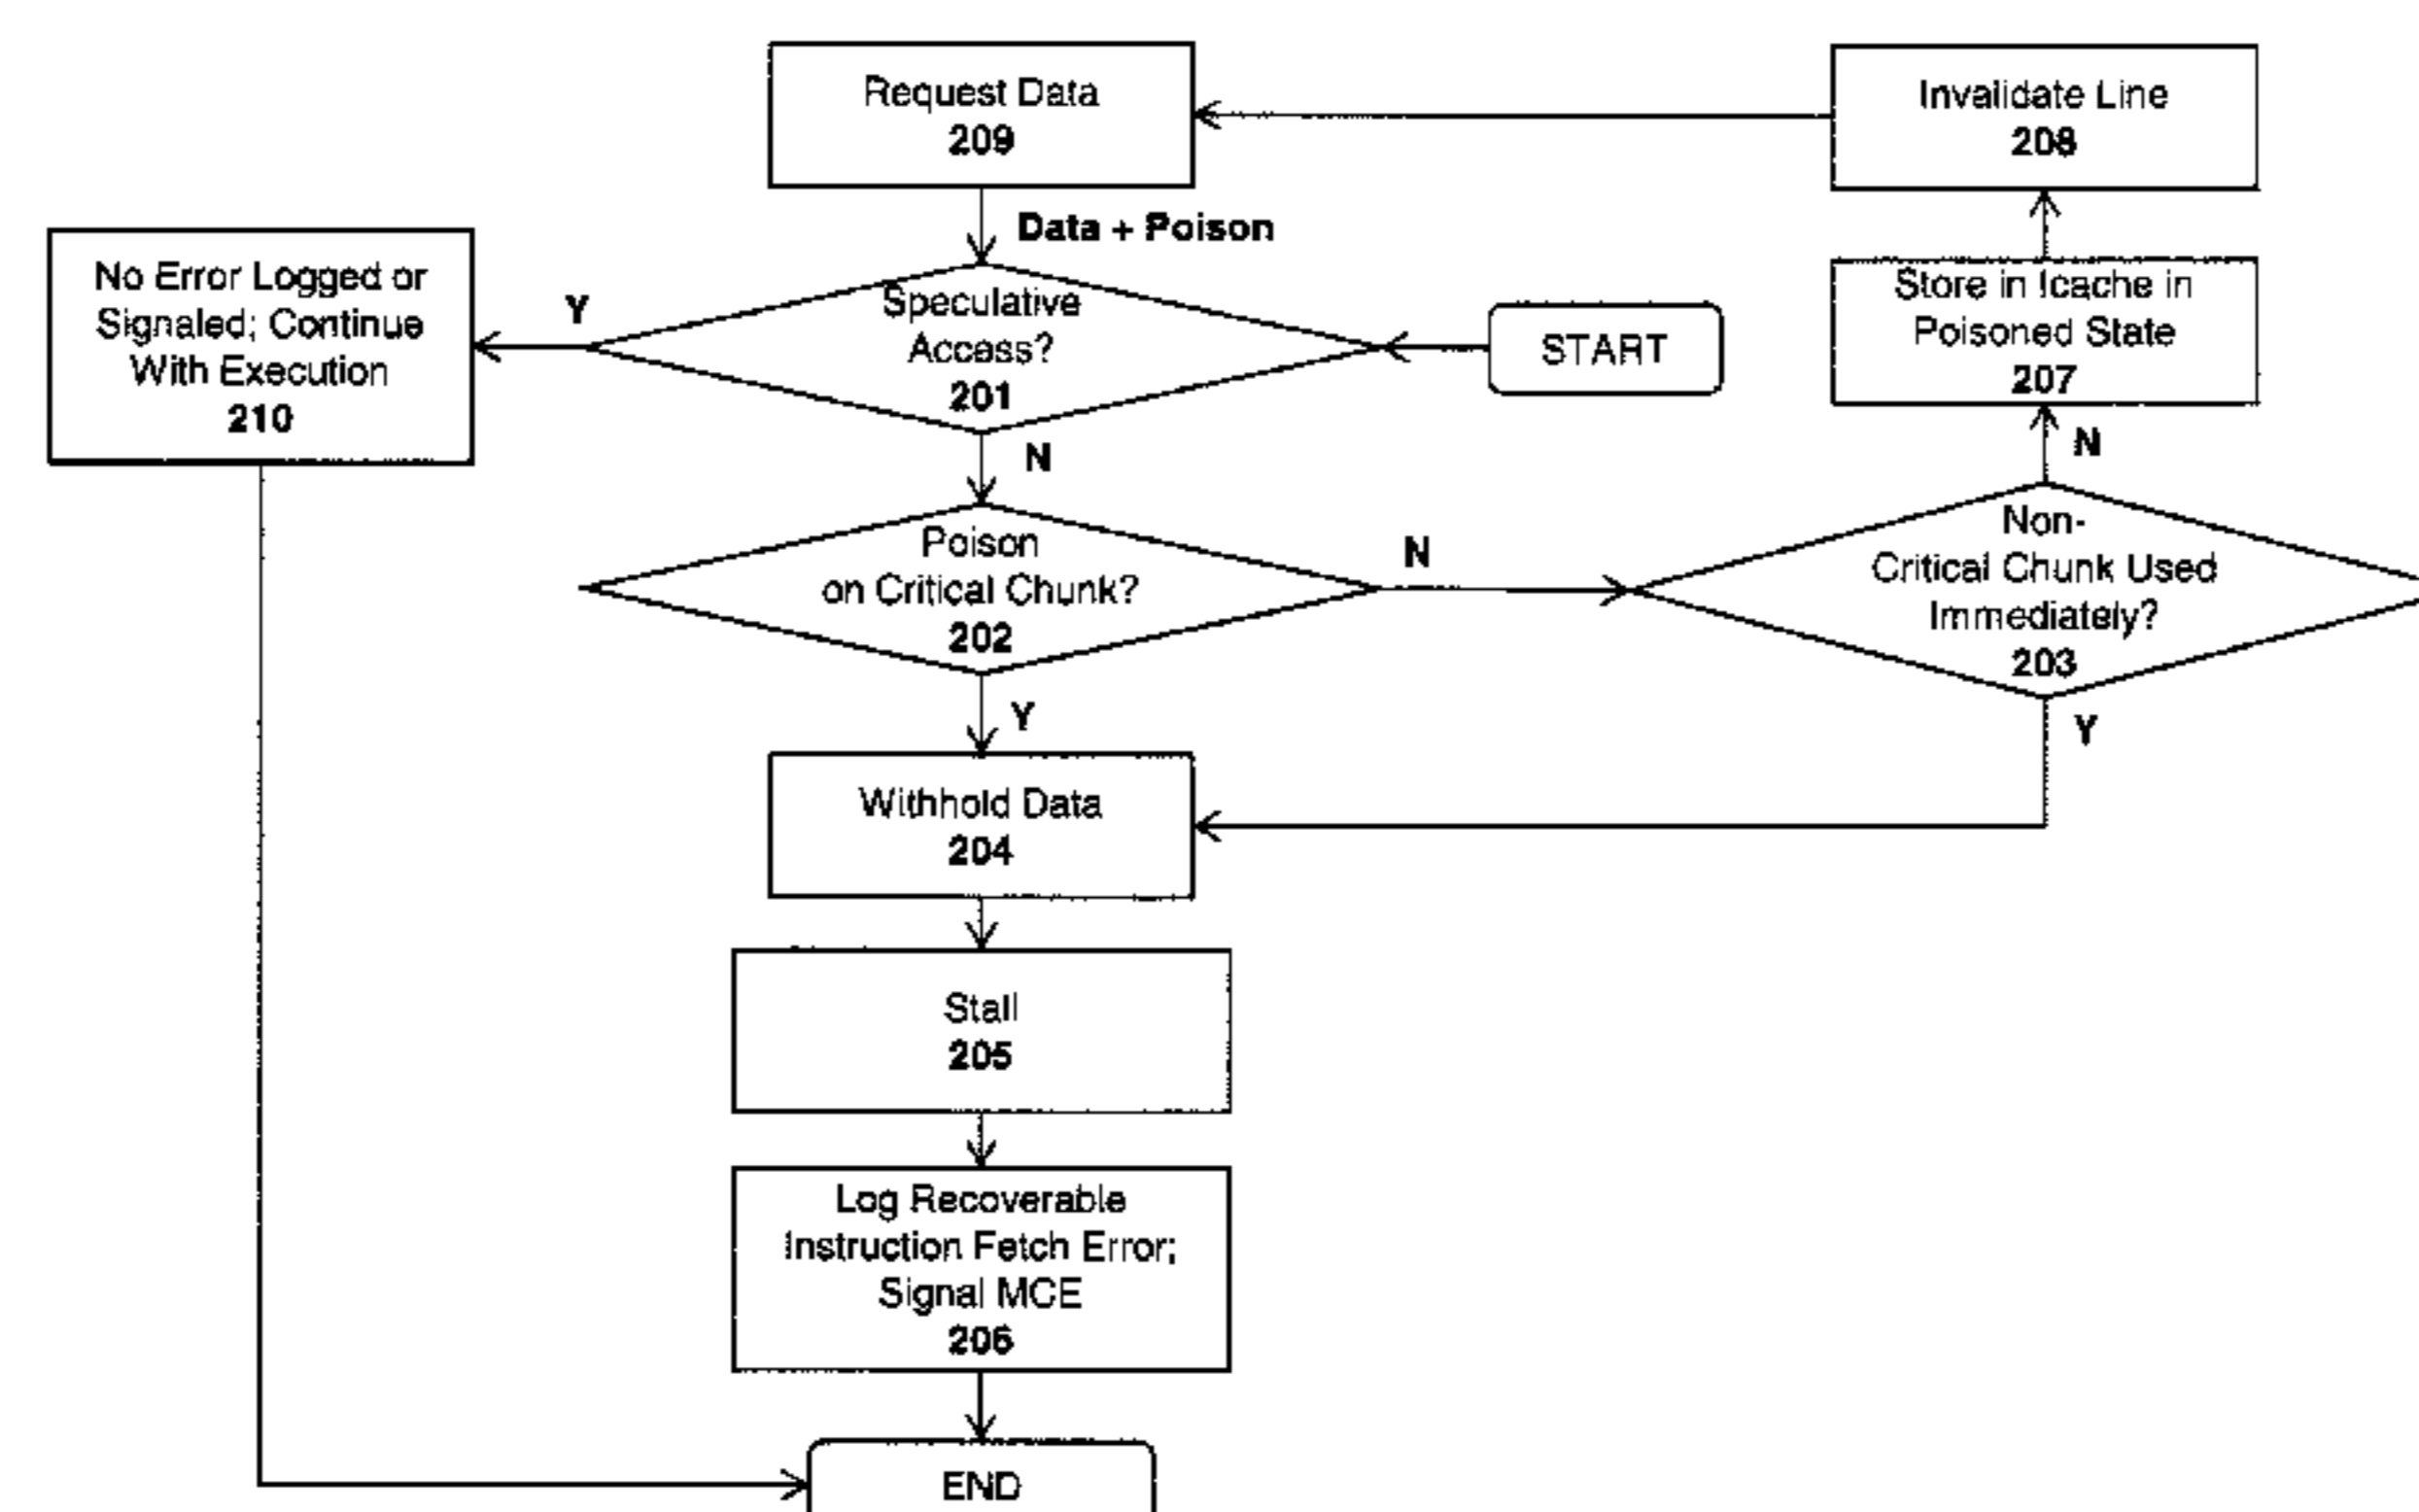 Request Data
209
Invalidate Line
208
Data + Poison
No Error Logged or
Signaled; Continue
With Execution
210
Y
Speculative
Access?
201
START
Store in Icache in
Poisoned State
207
N
N
Poison
on Critical Chunk?
202
N
Non-
Critical Chunk Used
Immediately?
203
Y
Y
Withhold Data
204
Stall
205
Log Recoverable
Instruction Fetch Error;
Signal MCE
206
END